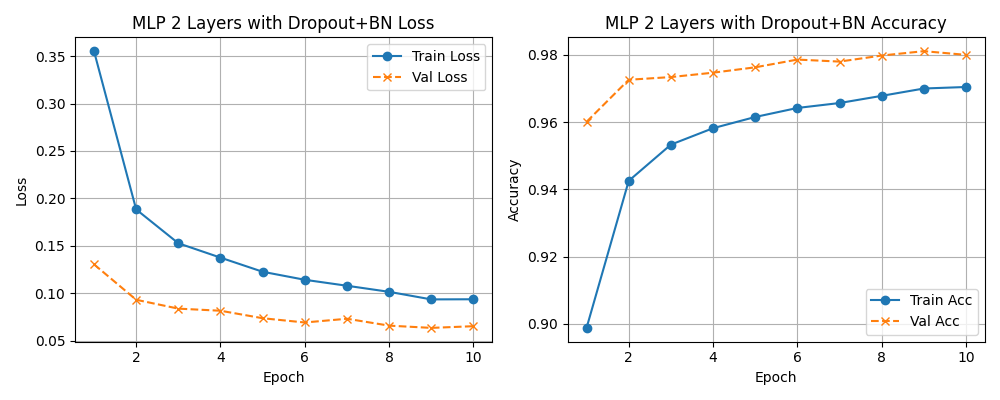 MLP 2 Layers with Dropout+BN Loss
0.35
0.30
0.25
0.20
0.15
0.10
0.05
Loss
2
4
6
8
10
Epoch
Train Loss
Val Loss
MLP 2 Layers with Dropout+BN Accuracy
0.98
0.96
0.94
0.92
0.90
Accuracy
2
4
6
8
10
Epoch
Train Acc
Val Acc